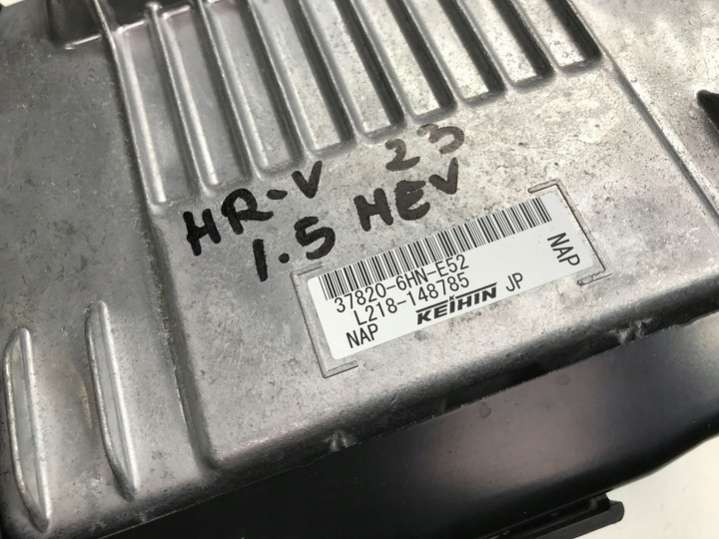 HR-V 23
1.5 HEV
37820-6HN-E52
L218-148785
NAP KEIHIN JP
NAP